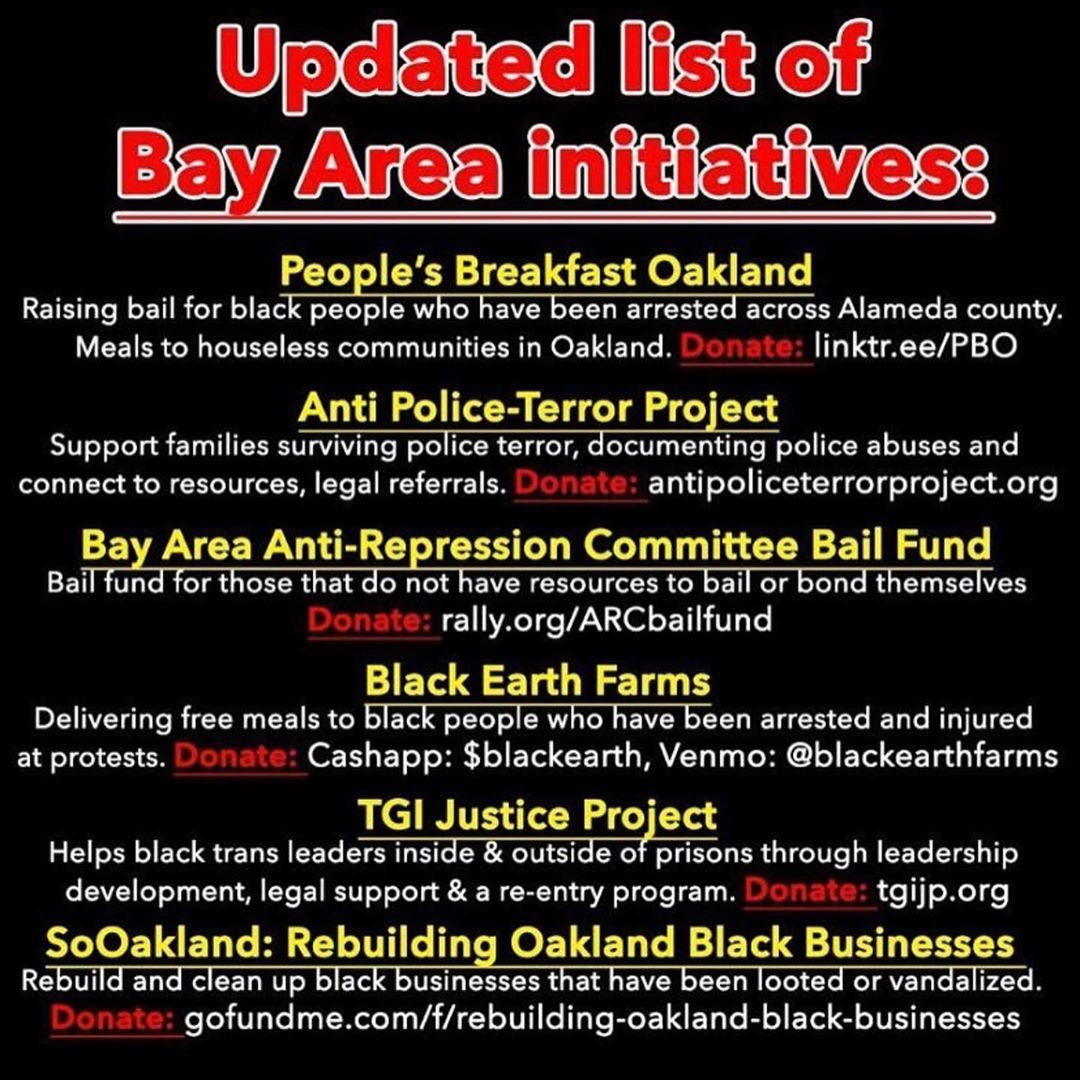 Updated list of
Bay Area initiatives:
People's Breakfast Oakland
Raising bail for black people who have been arrested across Alameda county.
Meals to houseless communities in Oakland. Donate: linktr.ee/PBO
Anti Police-Terror Project
Support families surviving police terror, documenting police abuses and
connect to resources, legal referrals. Donate: antipoliceterrorproject.org
Bay Area Anti-Repression Committee Bail Fund
Bail fund for those that do not have resources to bail or bond themselves
Donate: rally.org/ARCbailfund
Black Earth Farms
Delivering free meals to black people who have been arrested and injured
at protests. Donate: Cashapp: $blackearth, Venmo: @blackearthfarms
TGI Justice Project
Helps black trans leaders inside & outside of prisons through leadership
development, legal support & a re-entry program. Donate: tgijp.org
SoOakland: Rebuilding Oakland Black Businesses
Rebuild and clean up black businesses that have been looted or vandalized.
Donate: gofundme.com/f/rebuilding-oakland-black-businesses